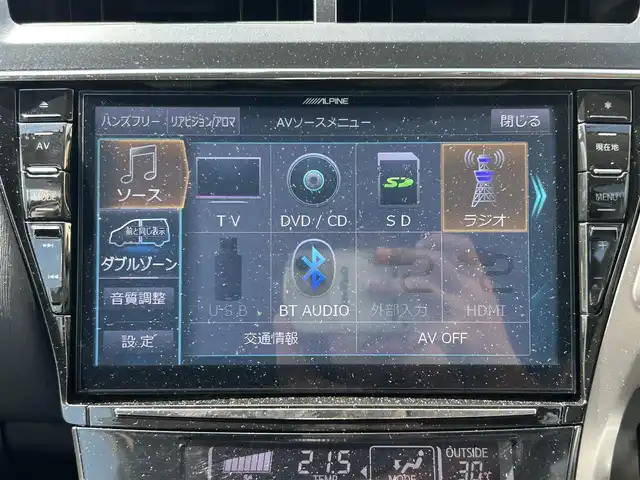 ALPINE
ハンズフリー リアビジョン/アロマ AVソースメニュー 閉じる
AV
現在地
MODE
MENU
ソース
TV
DVD / CD
SD
ラジオ
前と同じ表示
ダブルゾーン
USB
BT AUDIO
外部入力
HDMI
音質調整
設定
交通情報
AV OFF
21.5
TEMP
MODE
OUTSIDE
30℃